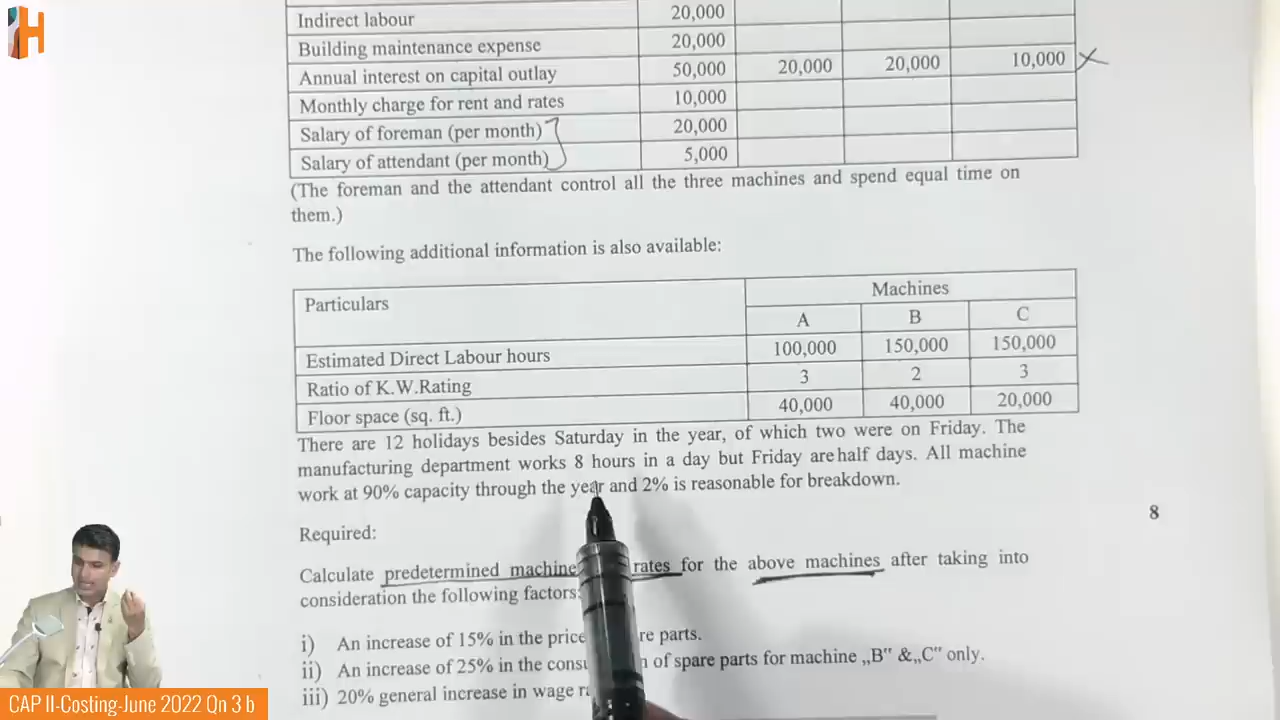 H
Indirect labour 20,000
Building maintenance expense 20,000
Annual interest on capital outlay 50,000 20,000 20,000 10,000
Monthly charge for rent and rates 10,000
Salary of foreman (per month) 20,000
Salary of attendant (per month) 5,000
(The foreman and the attendant control all the three machines and spend equal time on
them.)
The following additional information is also available:
Particulars Machines
A B C
Estimated Direct Labour hours 100,000 150,000 150,000
Ratio of K.W.Rating 3 2 3
Floor space (sq. ft.) 40,000 40,000 20,000
There are 12 holidays besides Saturday in the year, of which two were on Friday. The
manufacturing department works 8 hours in a day but Friday are half days. All machine
work at 90% capacity through the year and 2% is reasonable for breakdown.
8
Required:
Calculate predetermined machine rates for the above machines after taking into
consideration the following factors:
i) An increase of 15% in the price re parts.
ii) An increase of 25% in the consu of spare parts for machine „B" &„C" only.
iii) 20% general increase in wage
CAP II-Costing-June 2022 Qn 3 b